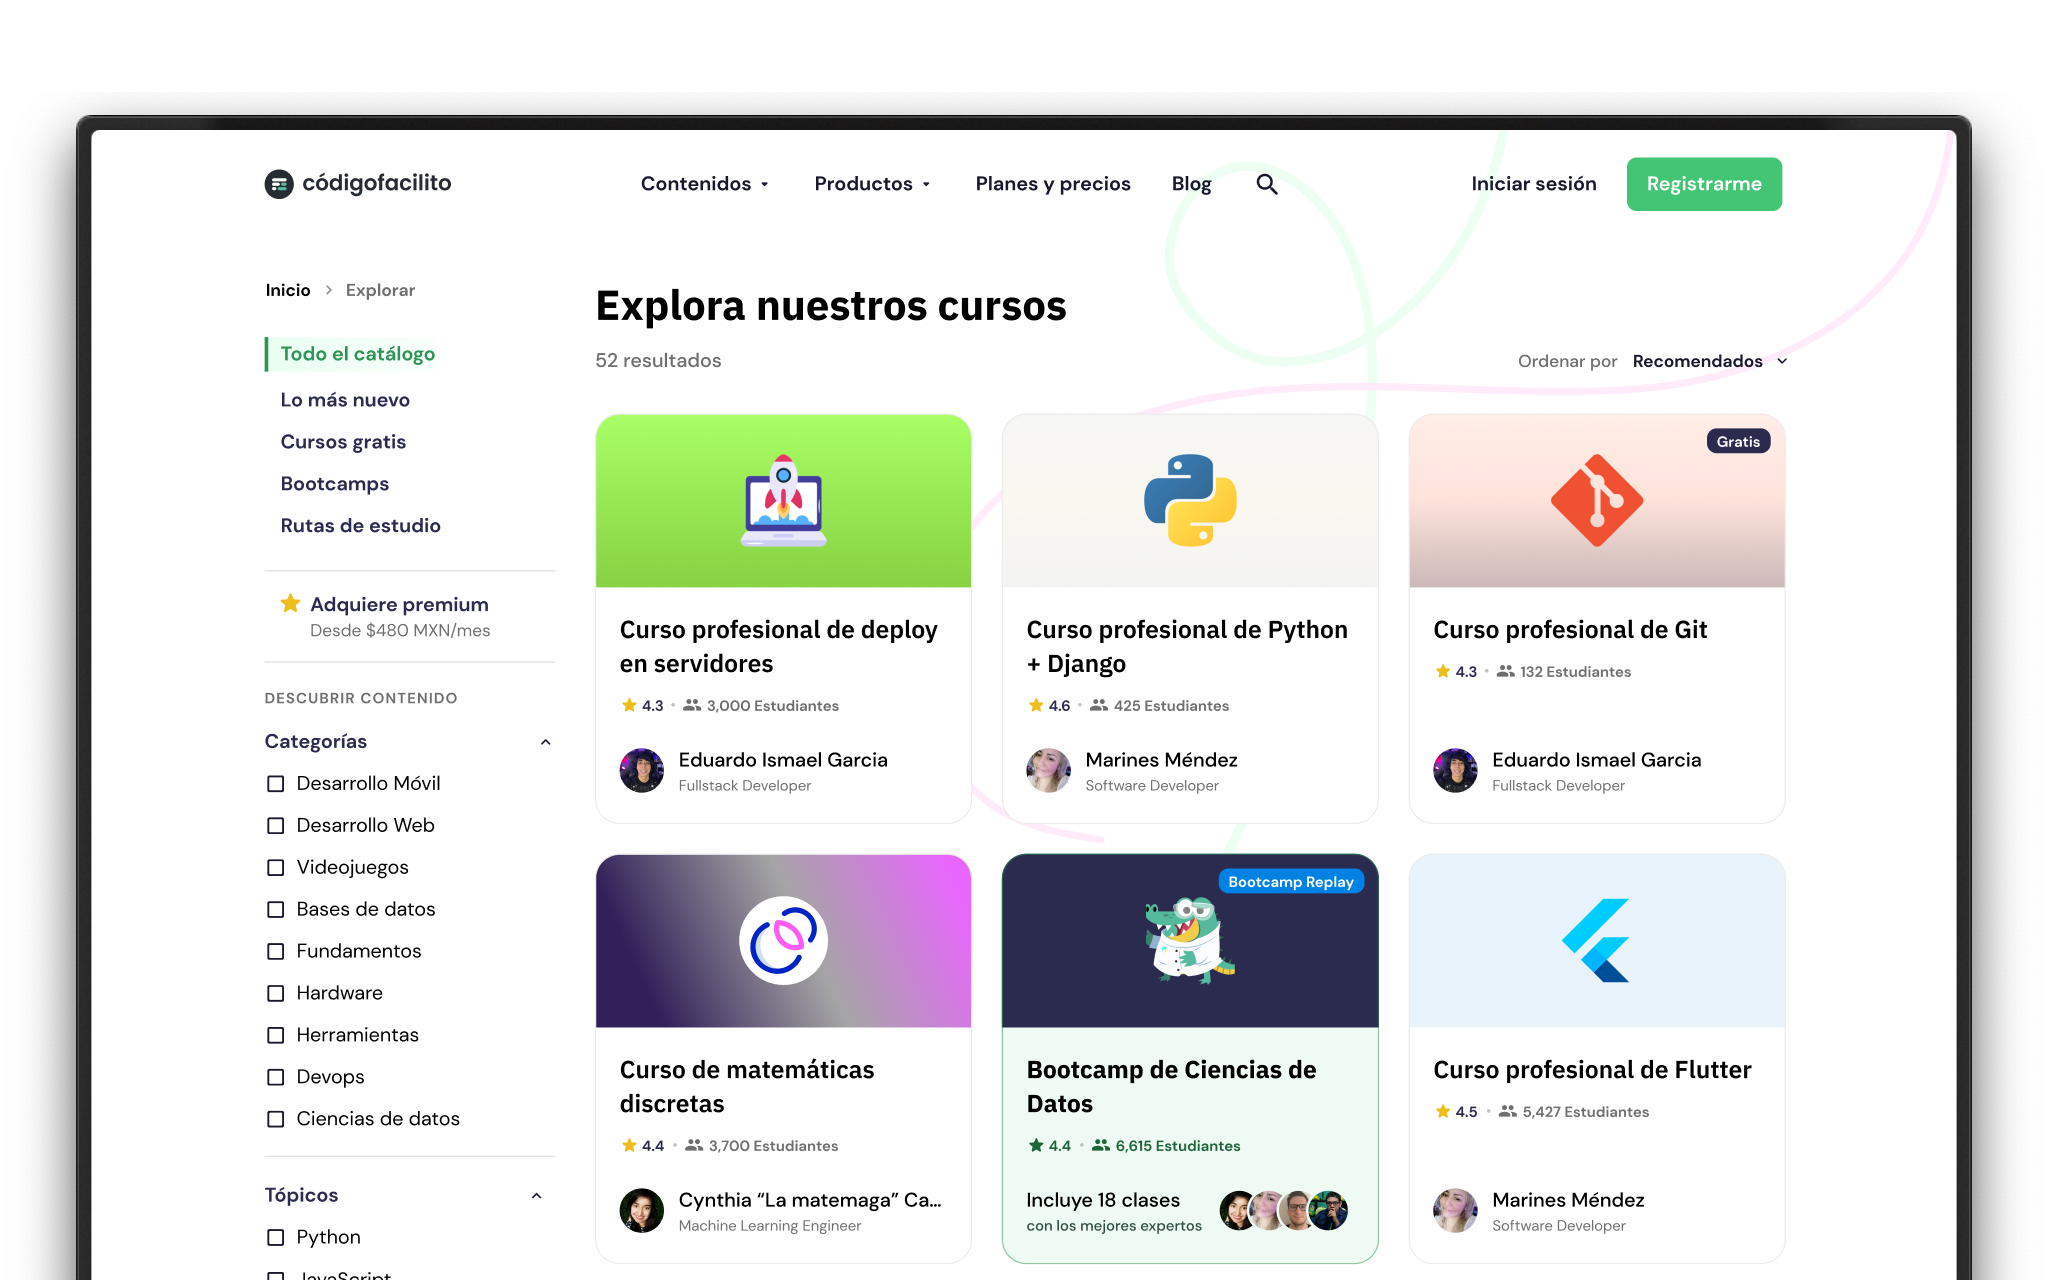 códigofacilito
Contenidos
Productos
Planes y precios
Blog
Iniciar sesión
Registrarme
Inicio > Explorar
Todo el catálogo
Lo más nuevo
Cursos gratis
Bootcamps
Rutas de estudio
Adquiere premium
Desde $480 MXN/mes
DESCUBRIR CONTENIDO
Categorías
Desarrollo Móvil
Desarrollo Web
Videojuegos
Bases de datos
Fundamentos
Hardware
Herramientas
Devops
Ciencias de datos
Tópicos
Python
JavaScript
Explora nuestros cursos
52 resultados
Ordenar por Recomendados
Curso profesional de deploy
en servidores
4.3 • 3,000 Estudiantes
Eduardo Ismael Garcia
Fullstack Developer
Curso profesional de Python
+ Django
4.6 • 425 Estudiantes
Marines Méndez
Software Developer
Gratis
Curso profesional de Git
4.3 • 132 Estudiantes
Eduardo Ismael Garcia
Fullstack Developer
Curso de matemáticas
discretas
4.4 • 3,700 Estudiantes
Cynthia “La matemaga” Ca...
Machine Learning Engineer
Bootcamp Replay
Bootcamp de Ciencias de
Datos
4.4 • 6,615 Estudiantes
Incluye 18 clases
con los mejores expertos
Curso profesional de Flutter
4.5 • 5,427 Estudiantes
Marines Méndez
Software Developer